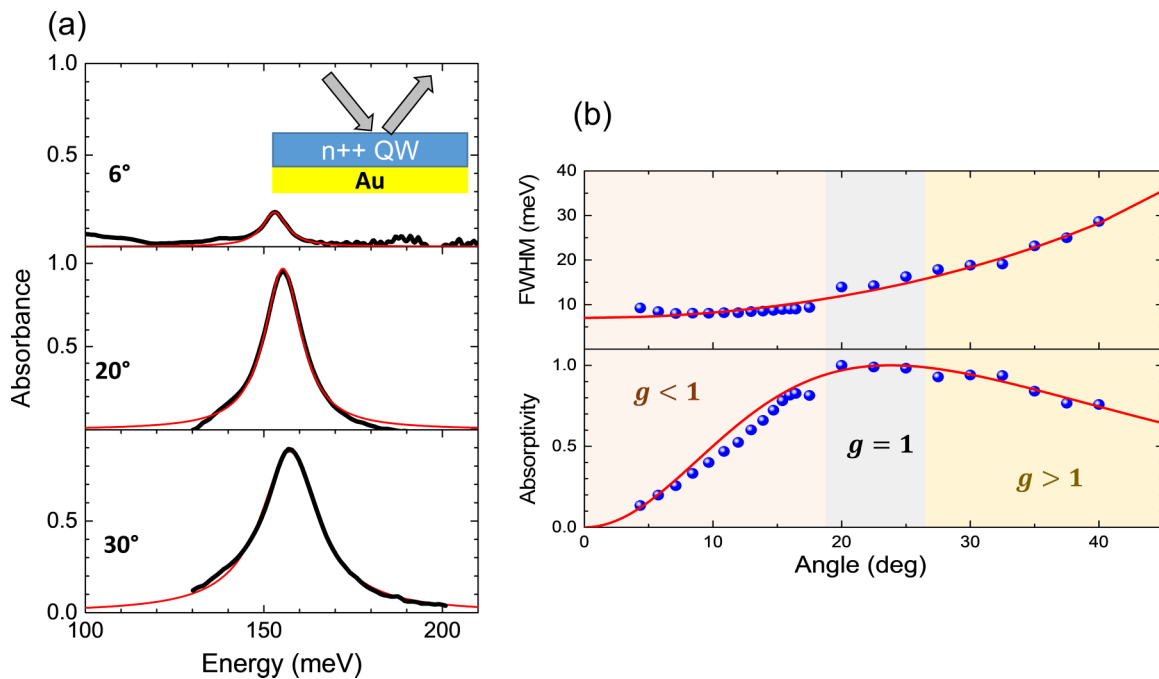 (a)
1.0
0.5
6°
n++ QW
Au
0.0
1.0
0.5
20°
0.5
30°
0.0
100 150 200
Absorbance
Energy (meV)
(b)
40
30
20
10
FWHM (meV)
1.0
0.5
0.0
Absorptivity
g < 1
g = 1
g > 1
0 10 20 30 40
Angle (deg)